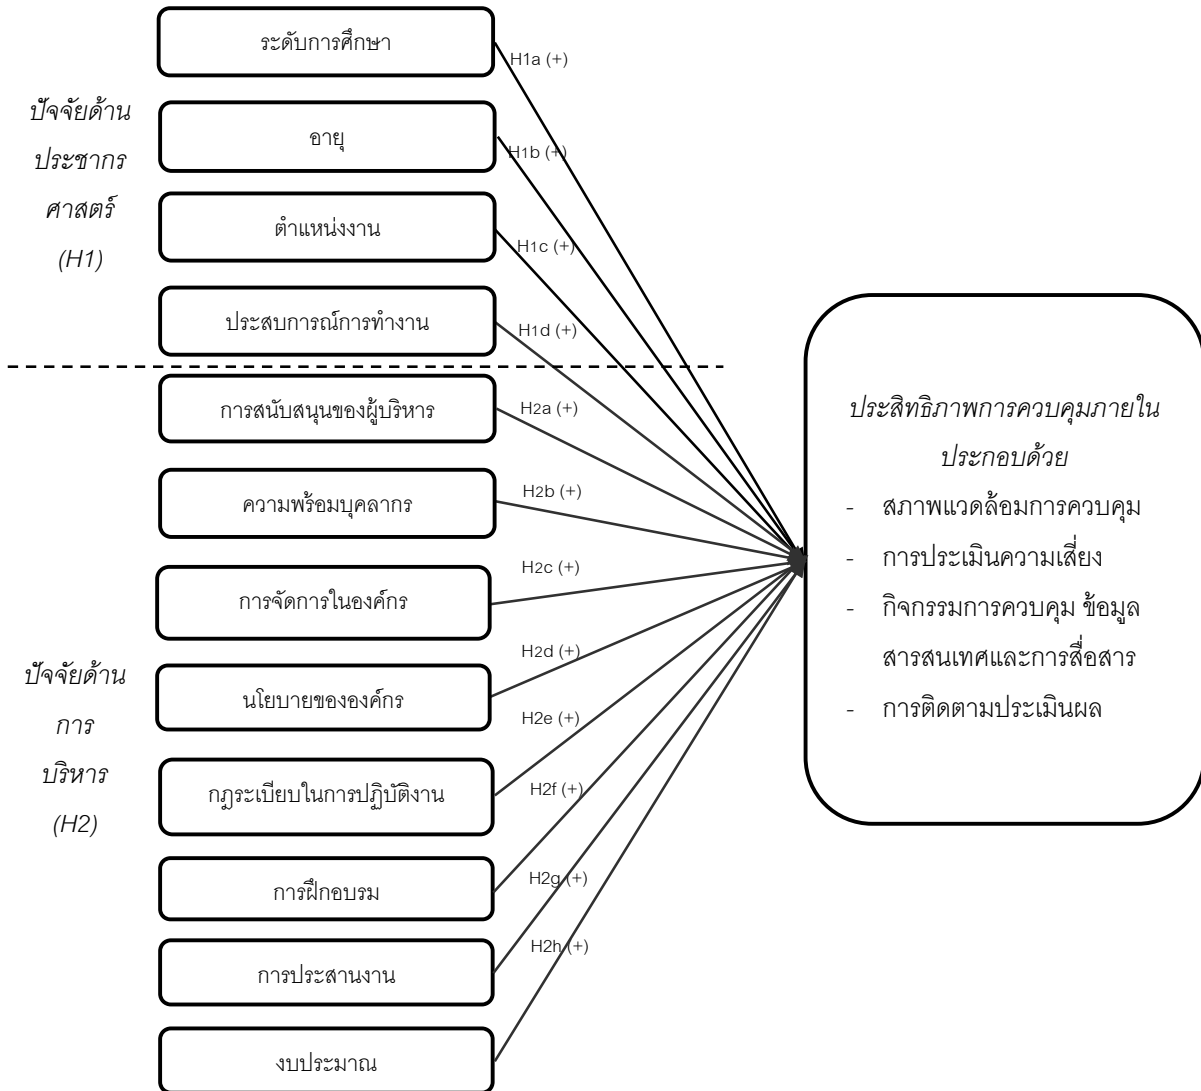 ปัจจัยด้าน
ประชากร
ศาสตร์
(H1)
ระดับการศึกษา
H1a (+)
อายุ
H1b (+)
ตำแหน่งงาน
H1c (+)
ประสบการณ์การทำงาน
H1d (+)
ปัจจัยด้าน
การ
บริหาร
(H2)
การสนับสนุนของผู้บริหาร
H2a (+)
ความพร้อมบุคลากร
H2b (+)
การจัดการในองค์กร
H2c (+)
นโยบายขององค์กร
H2d (+)
กฎระเบียบในการปฏิบัติงาน
H2e (+)
การฝึกอบรม
H2f (+)
การประสานงาน
H2g (+)
งบประมาณ
H2h (+)
ประสิทธิภาพการควบคุมภายใน
ประกอบด้วย
- สภาพแวดล้อมการควบคุม
- การประเมินความเสี่ยง
- กิจกรรมการควบคุม ข้อมูล
สารสนเทศและการสื่อสาร
- การติดตามประเมินผล